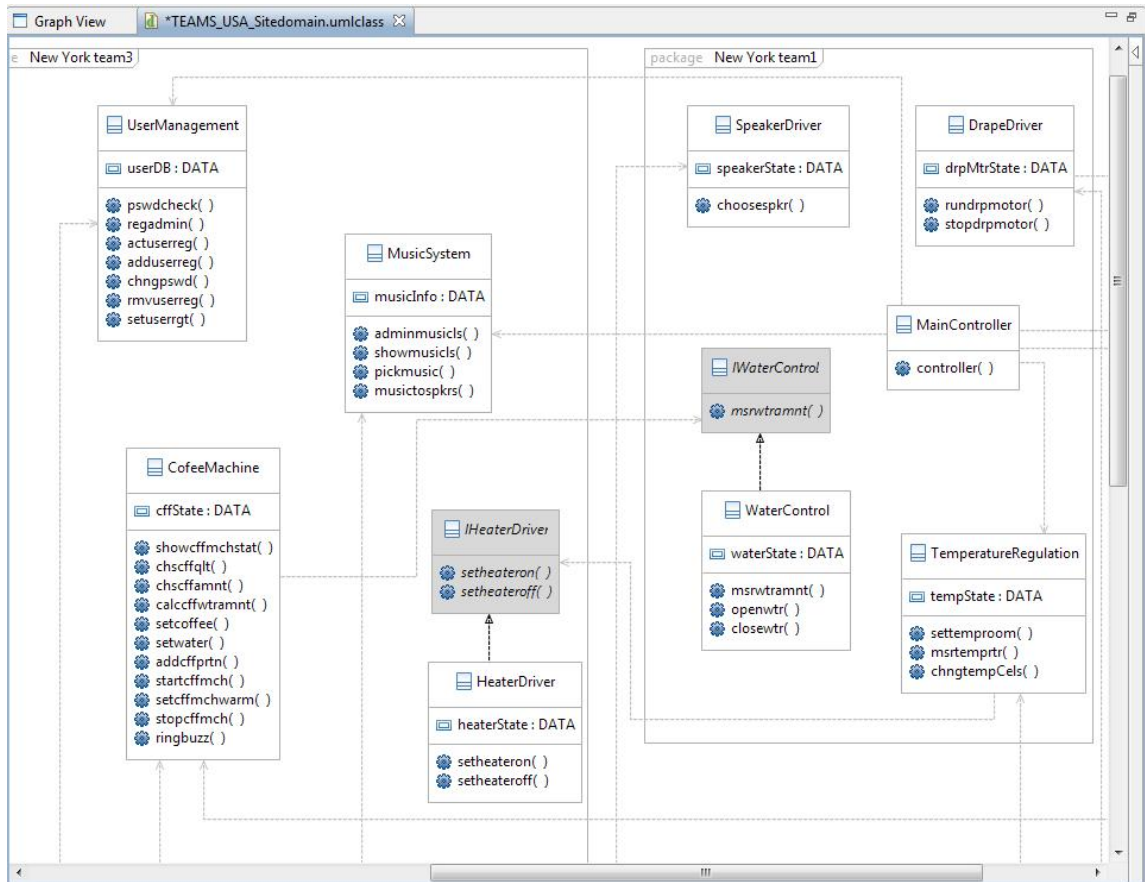 Graph View
*TEAMS_USA_Sitedomain.umlclass
e New York team3
package New York team1
UserManagement
userDB : DATA
pswdcheck( )
regadmin( )
actuserreg( )
adduserreg( )
chngpswd( )
rmvuserreg( )
setuserrgt( )
SpeakerDriver
speakerState : DATA
choosespkr( )
DrapeDriver
drpMtrState : DATA
rundrpmotor( )
stopdrpmotor( )
MusicSystem
musicInfo : DATA
adminmusicls( )
showmusicls( )
pickmusic( )
musictospkrs( )
MainController
controller( )
IWaterControl
msrwtramnt( )
CofeeMachine
cffState : DATA
showcffmchstat( )
chscffqlt( )
chscffamnt( )
calccffwtramnt( )
setcoffee( )
setwater( )
addcffprtn( )
startcffmch( )
setcffmchwarm( )
stopcffmch( )
ringbuzz( )
IHeaterDriver
setheateron( )
setheateroff( )
WaterControl
waterState : DATA
msrwtramnt( )
openwtr( )
closewtr( )
TemperatureRegulation
tempState : DATA
settemproom( )
msrtemprtr( )
chngtempCels( )
HeaterDriver
heaterState : DATA
setheateron( )
setheateroff( )